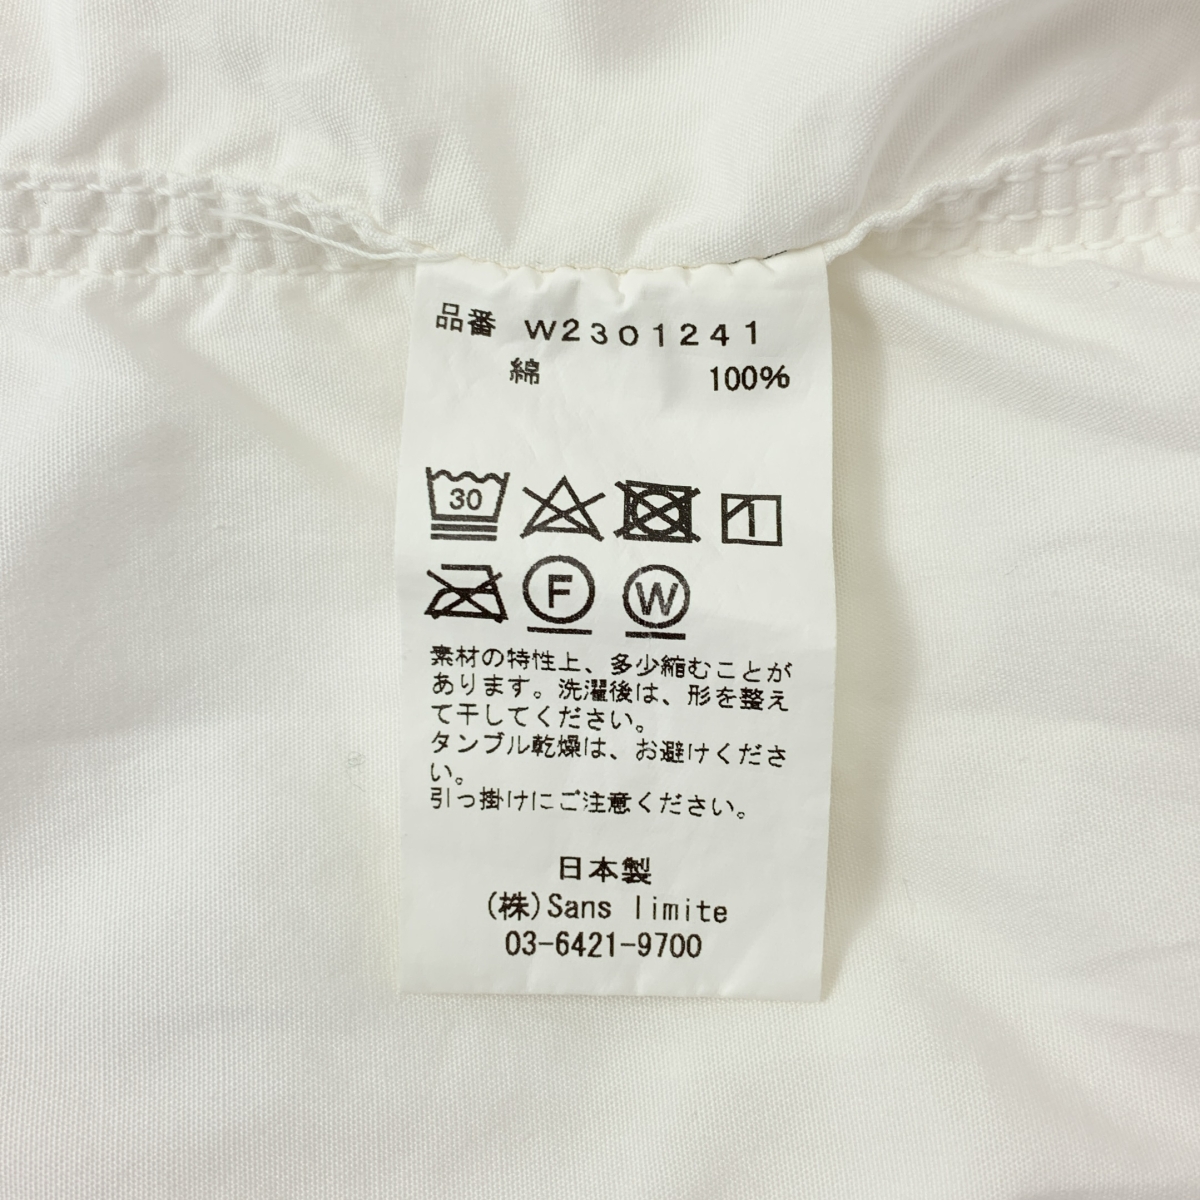 品番 W2301241
綿 100%
30
F W
素材の特性上、多少縮むことが
あります。洗濯後は、形を整え
て干してください。
タンブル乾燥は、お避けくださ
い。
引っ掛けにご注意ください。
日本製
(株)Sans limite
03-6421-9700